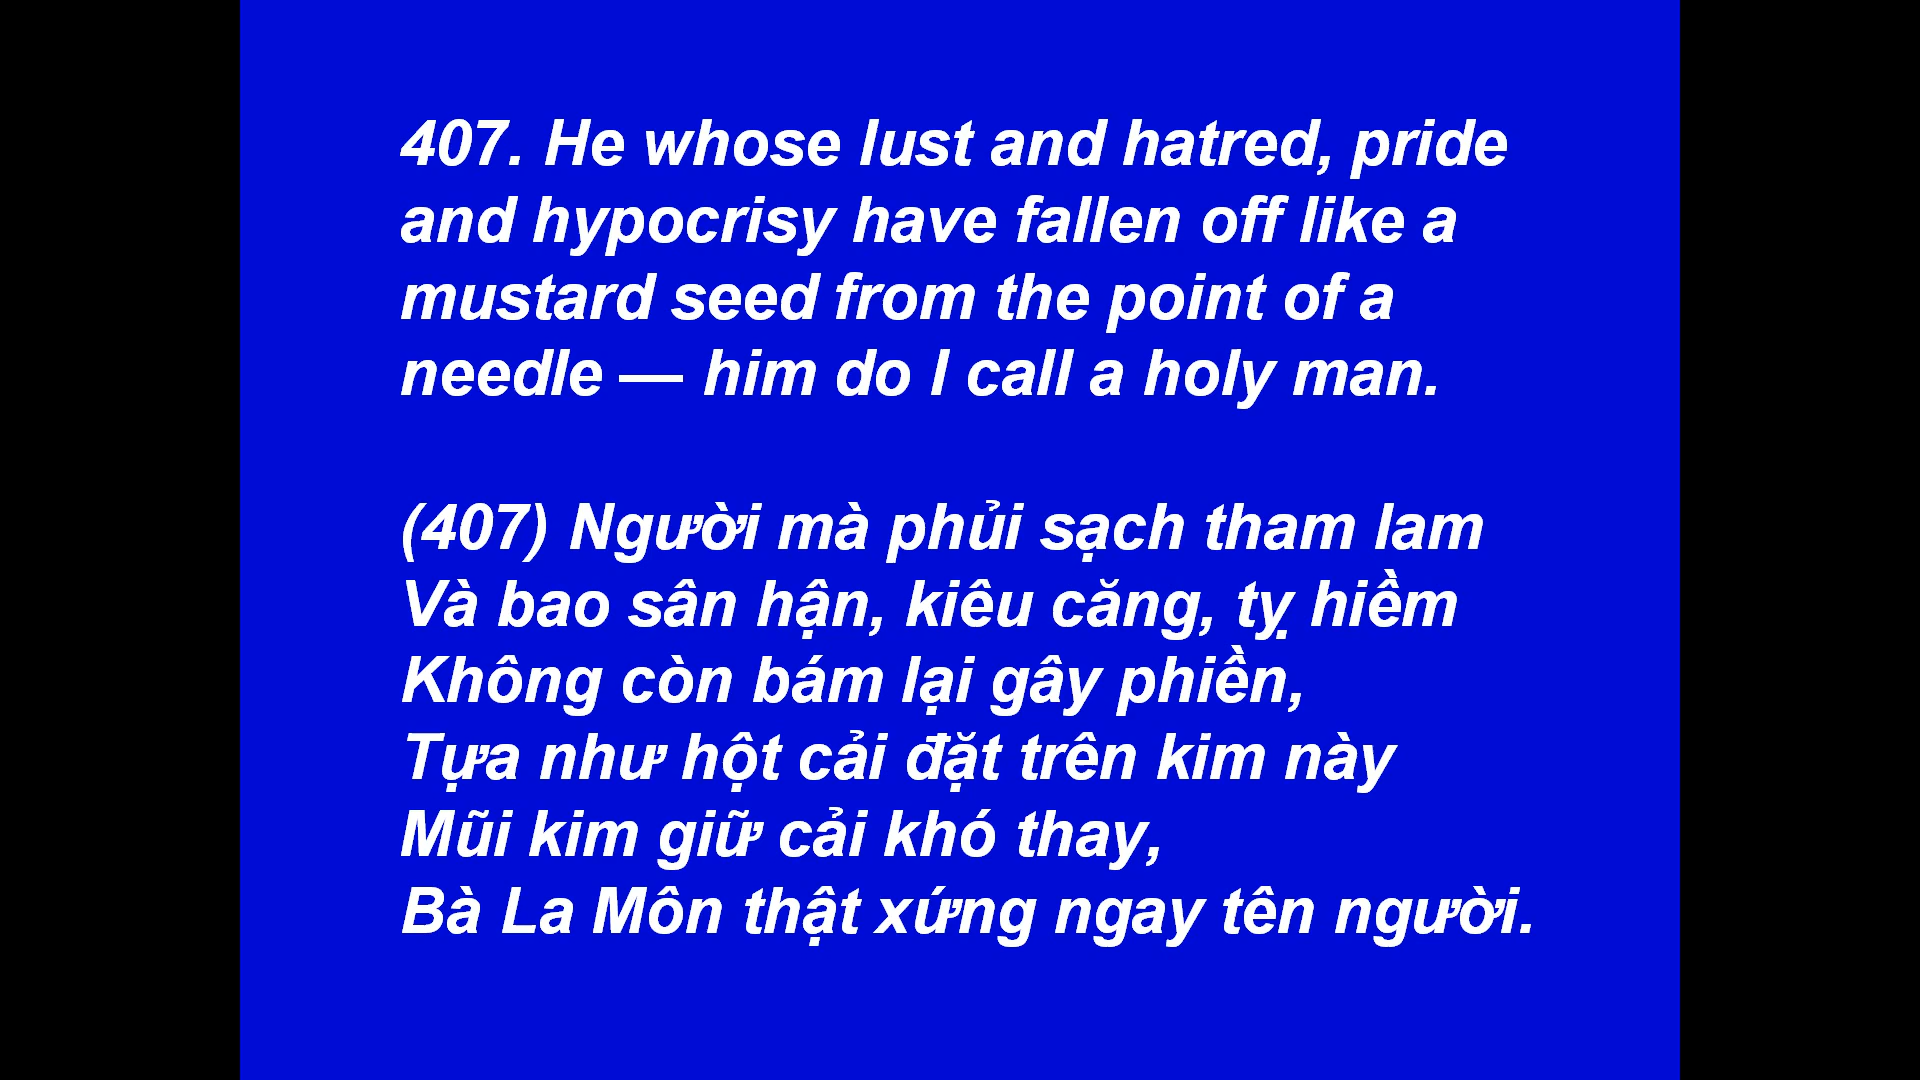 407. He whose lust and hatred, pride
and hypocrisy have fallen off like a
mustard seed from the point of a
needle — him do I call a holy man.
(407) Người mà phủi sạch tham lam
Và bao sân hận, kiêu căng, tỵ hiềm
Không còn bám lại gây phiền,
Tựa như hột cải đặt trên kim này
Mũi kim giữ cải khó thay,
Bà La Môn thật xứng ngay tên người.